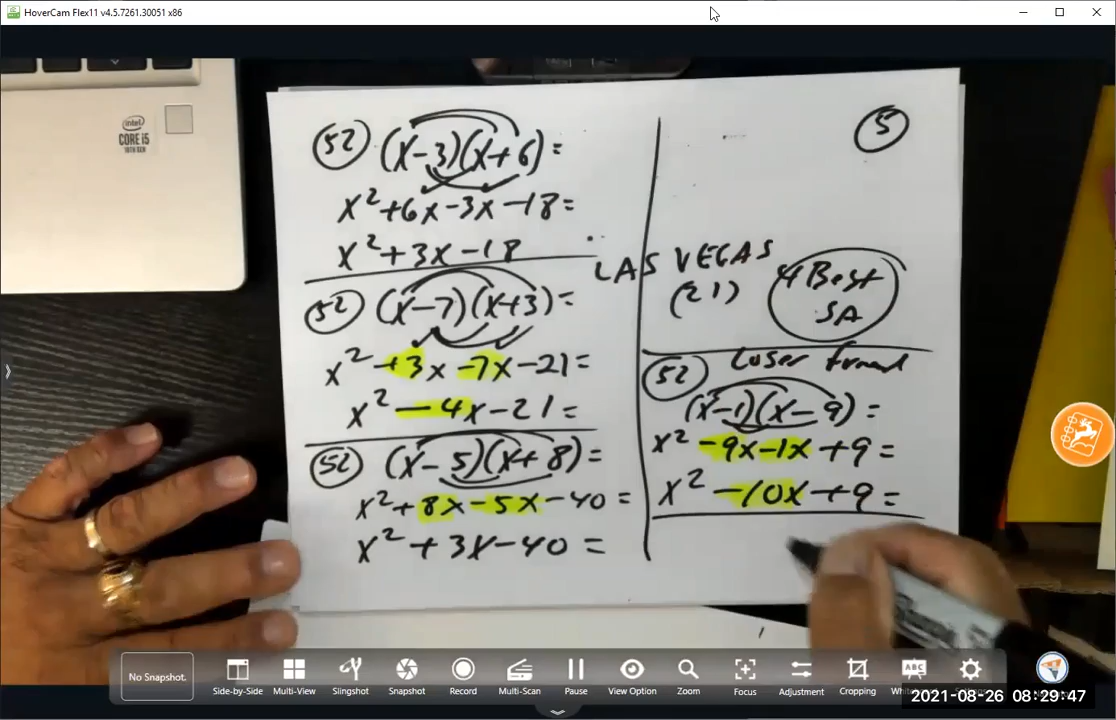 HoverCam Flex11 v4.5.7261.30051 x86
intel
CORE i5
10TH GEN
52 (x-3)(x+6)=
x²+6x-3x-18=
x²+3x-18
52 (x-7)(x+3)=
x²+3x-7x-21=
x²-4x-21=
52 (x-5)(x+8)=
x²+8x-5x-40=
x²+3x-40=
5
LAS VEGAS
(21)
4 Best
SA
52 Loser
(x-1)(x-9)=
x²-9x-1x+9=
x²-10x+9=
No Snapshot.
Side-by-Side
Multi-View
Slingshot
Snapshot
Record
Multi-Scan
Pause
View Option
Zoom
Focus
Adjustment
Cropping
ABC
2021-08-26 08:29:47